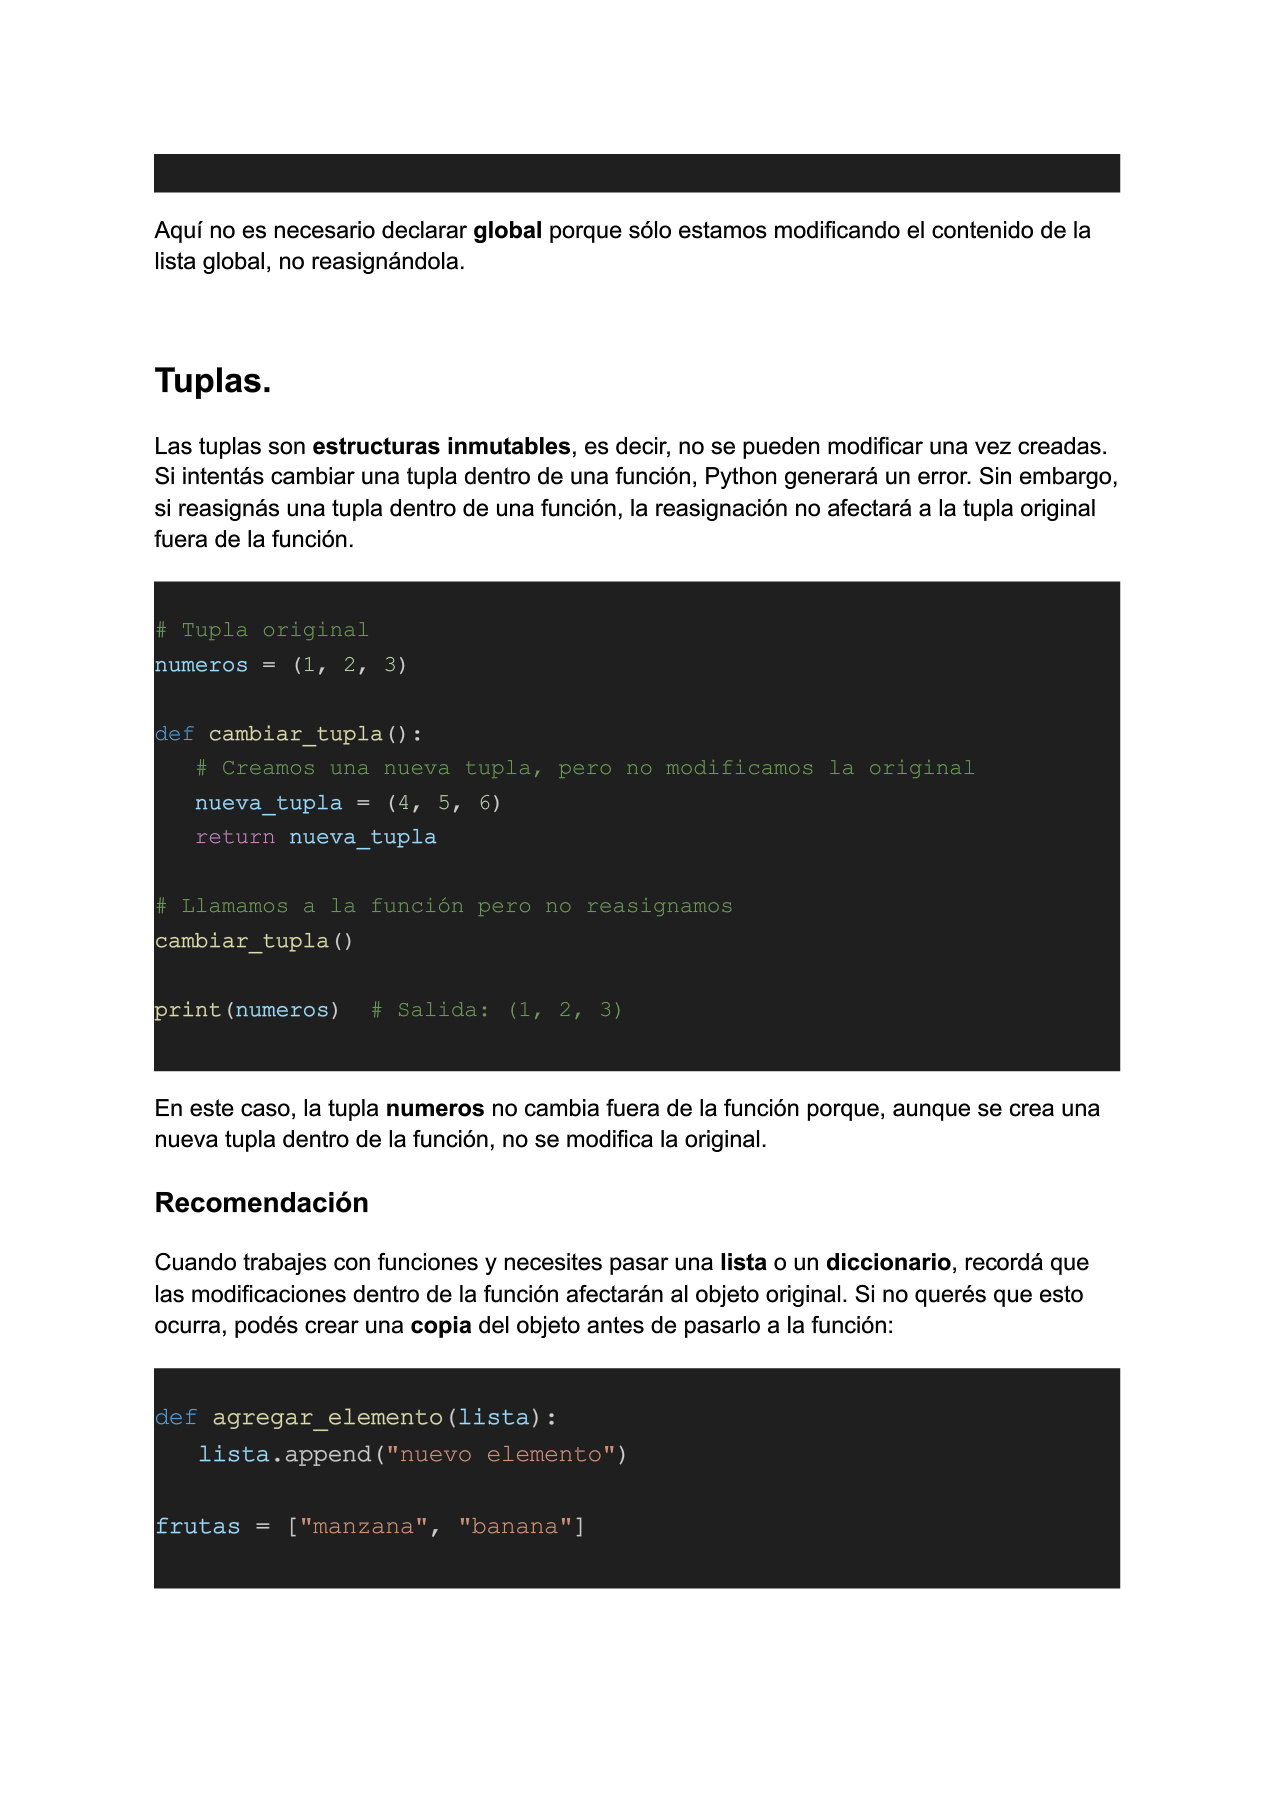 Aquí no es necesario declarar global porque sólo estamos modificando el contenido de la
lista global, no reasignándola.
Tuplas.
Las tuplas son estructuras inmutables, es decir, no se pueden modificar una vez creadas.
Si intentás cambiar una tupla dentro de una función, Python generará un error. Sin embargo,
si reasignás una tupla dentro de una función, la reasignación no afectará a la tupla original
fuera de la función.
# Tupla original
numeros = (1, 2, 3)
def cambiar_tupla():
   # Creamos una nueva tupla, pero no modificamos la original
   nueva_tupla = (4, 5, 6)
   return nueva_tupla
# Llamamos a la función pero no reasignamos
cambiar_tupla()
print(numeros)  # Salida: (1, 2, 3)
En este caso, la tupla numeros no cambia fuera de la función porque, aunque se crea una
nueva tupla dentro de la función, no se modifica la original.
Recomendación
Cuando trabajes con funciones y necesites pasar una lista o un diccionario, recordá que
las modificaciones dentro de la función afectarán al objeto original. Si no querés que esto
ocurra, podés crear una copia del objeto antes de pasarlo a la función:
def agregar_elemento(lista):
   lista.append("nuevo elemento")
frutas = ["manzana", "banana"]